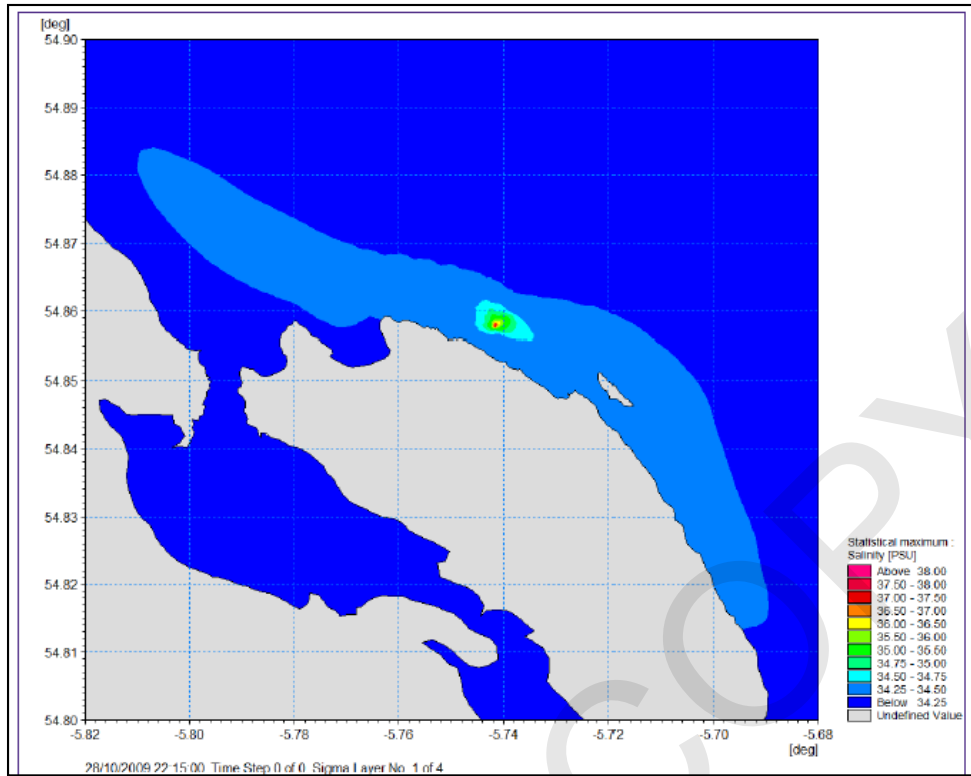 [deg]
54.90
54.89
54.88
54.87
54.86
54.85
54.84
54.83
54.82
54.81
54.80
-5.82 -5.80 -5.78 -5.76 -5.74 -5.72 -5.70 -5.68
[deg]
Statistical maximum :
Salinity [PSU]
Above 38.00
37.50 - 38.00
37.00 - 37.50
36.50 - 37.00
36.00 - 36.50
35.50 - 36.00
35.00 - 35.50
34.75 - 35.00
34.50 - 34.75
34.25 - 34.50
Below 34.25
Undefined Value
28/10/2009 22:15:00 Time Step 0 of 0 Sigma Layer No. 1 of 4
COPY